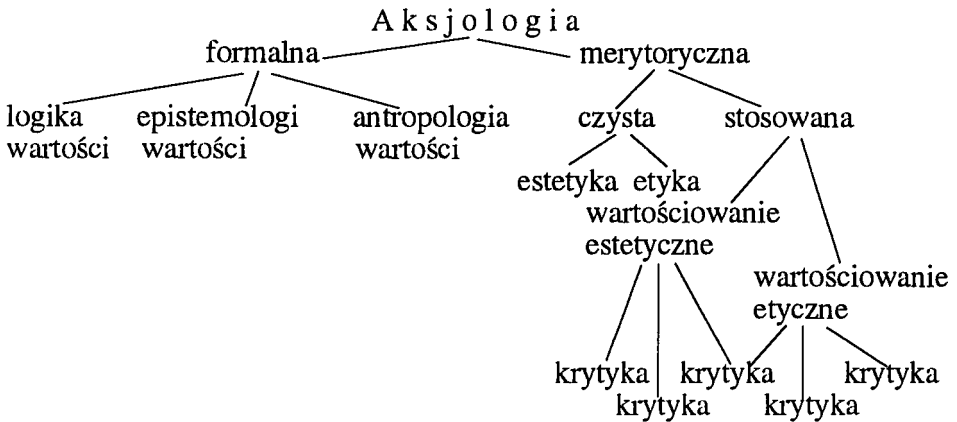 Aksjologia
formalna merytoryczna
logika epistemologi antropologia czysta stosowana
wartości wartości wartości
estetyka etyka
wartościowanie
estetyczne
wartościowanie
etyczne
krytyka krytyka krytyka
krytyka krytyka